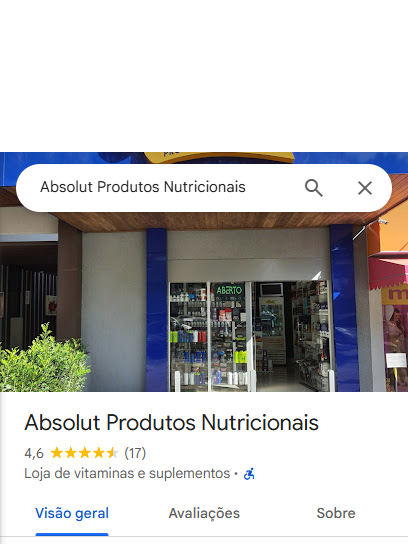 Absolut Produtos Nutricionais
ABERTO
Absolut Produtos Nutricionais
4,6 (17)
Loja de vitaminas e suplementos ·
Visão geral
Avaliações
Sobre